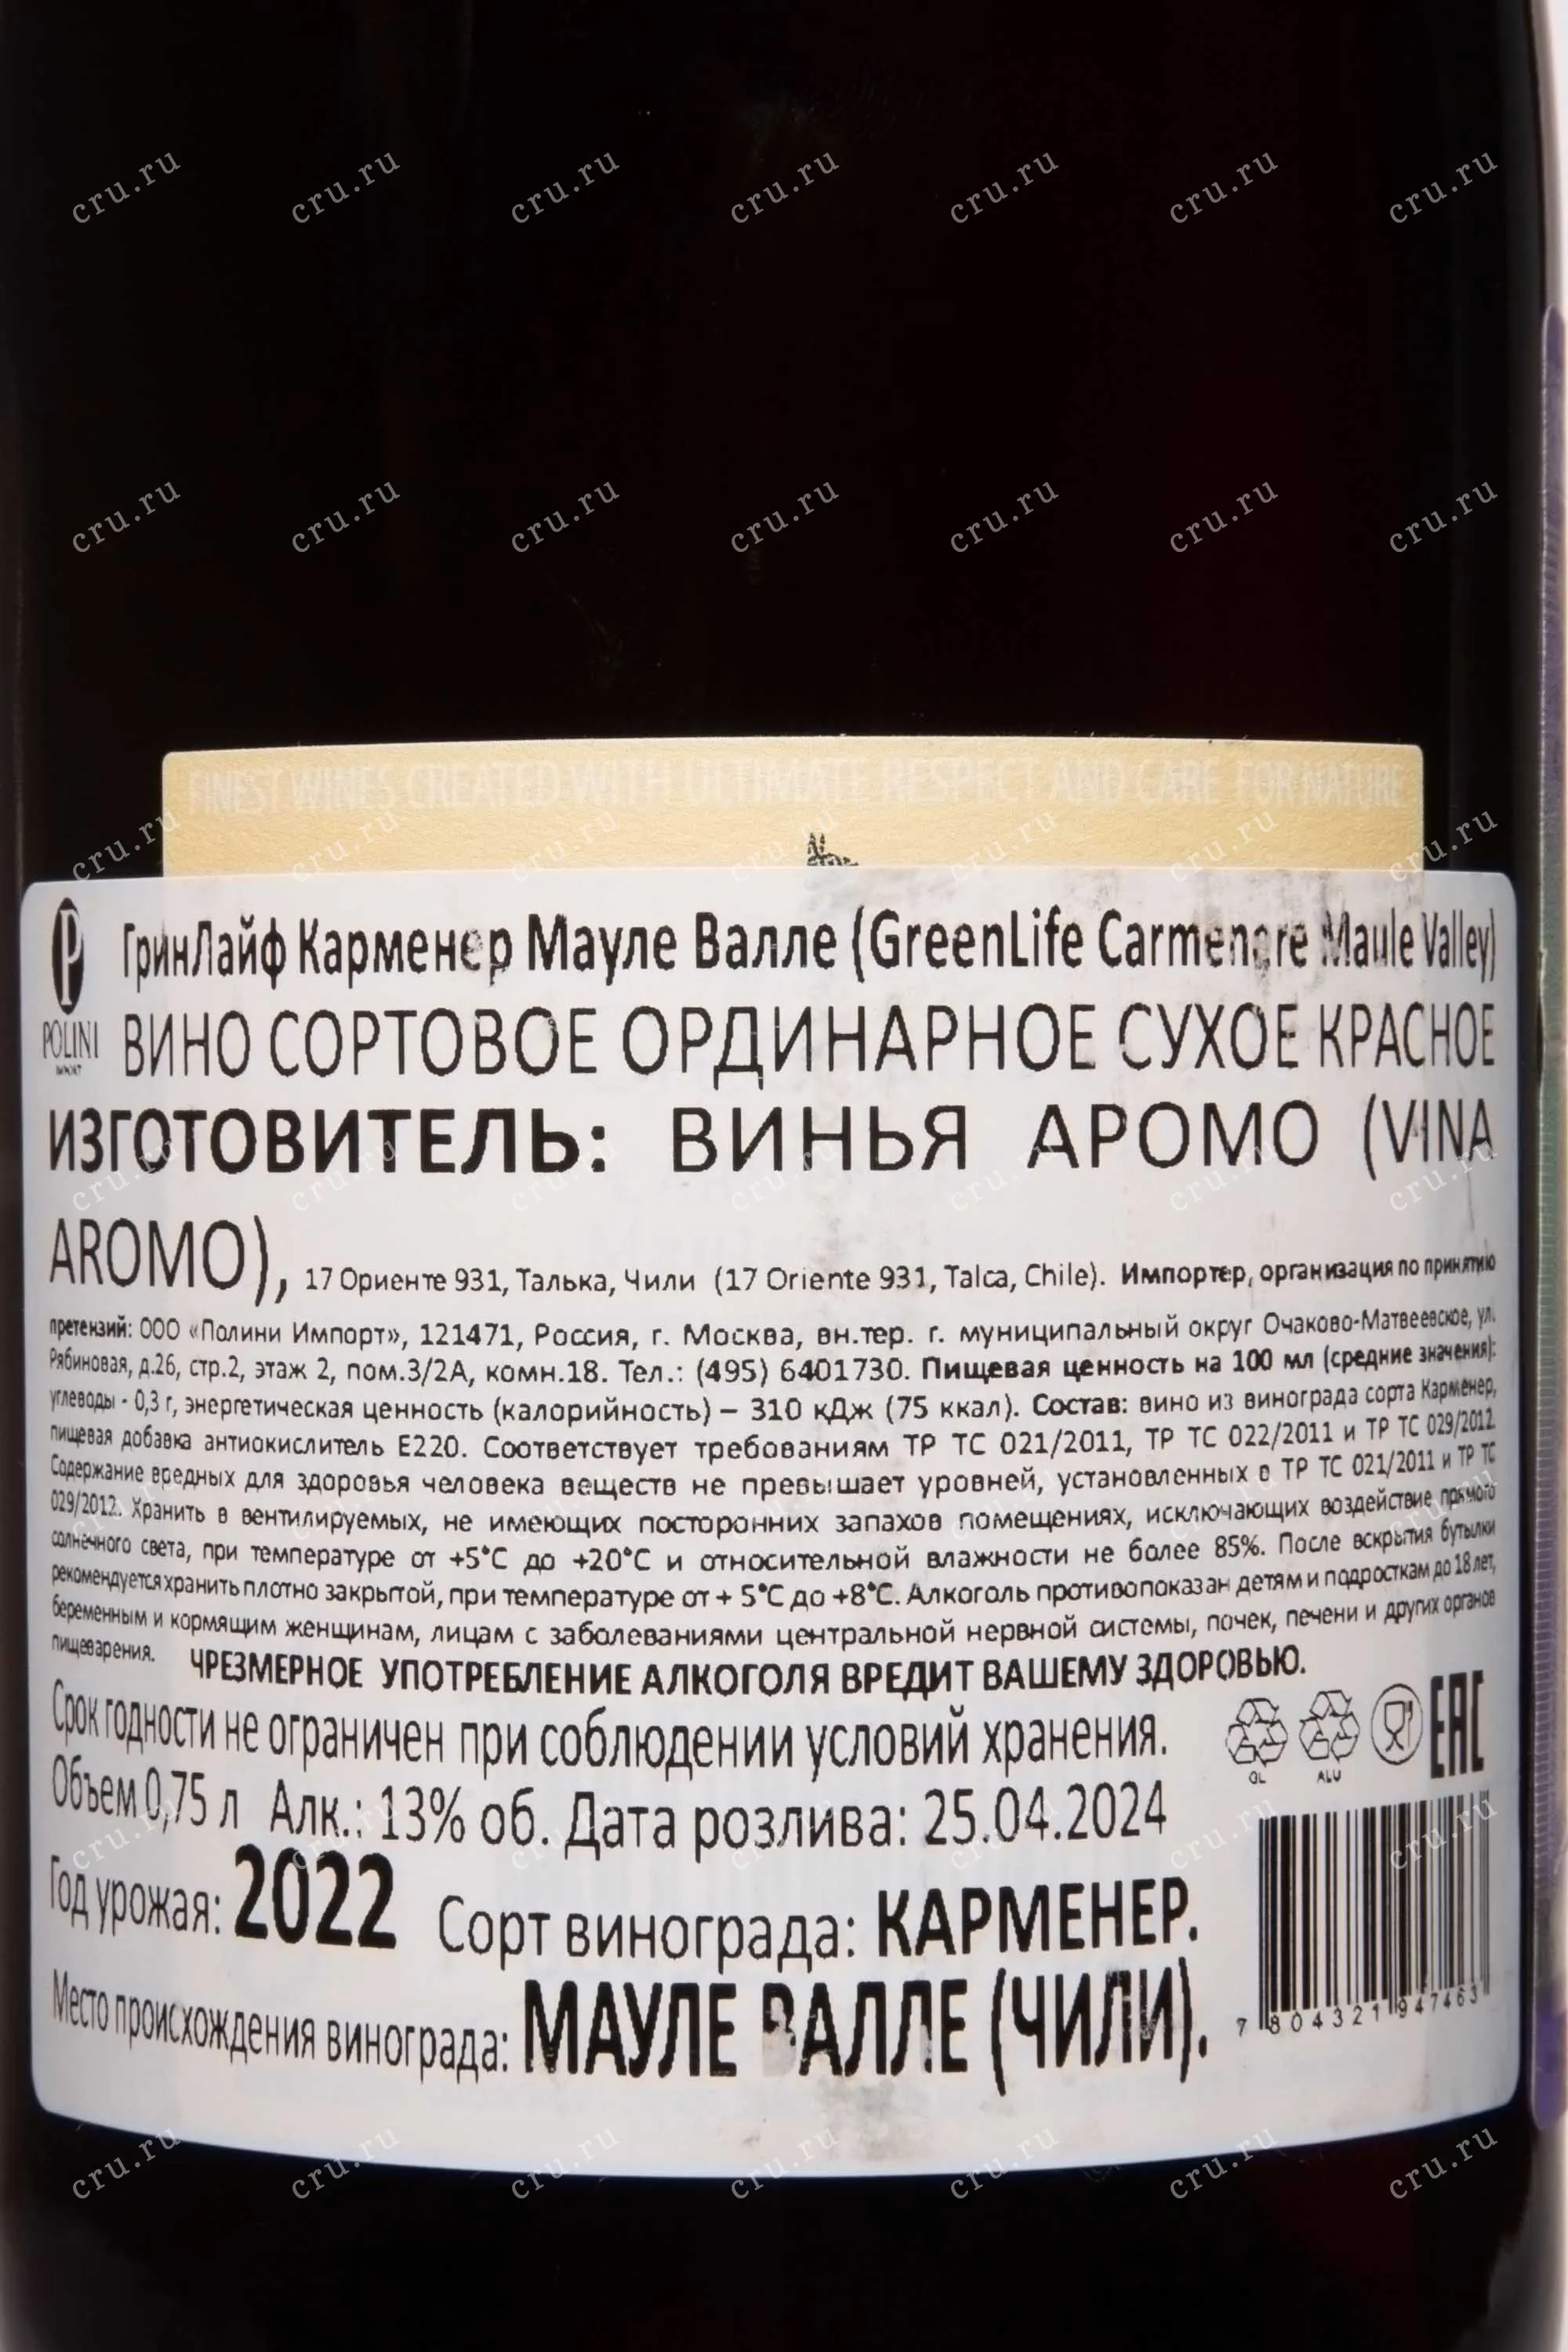 FINEST WINES CREATED WITH ULTIMATE RESPECT AND CARE FOR NATURE
ГринЛайф Карменер Мауле Валле (GreenLife Carmenere Maule Valley)
POLINI
IMPORT
ВИНО СОРТОВОЕ ОРДИНАРНОЕ СУХОЕ КРАСНОЕ
ИЗГОТОВИТЕЛЬ: ВИНЬЯ АРОМО (VINA
AROMO), 17 Ориенте 931, Талька, Чили (17 Oriente 931, Talca, Chile). Импортер, организация по принятию
претензий: ООО «Полини Импорт», 121471, Россия, г. Москва, вн.тер. г. муниципальный округ Очаково-Матвеевское, ул.
Рябиновая, д.26, стр.2, этаж 2, пом.3/2А, комн.18. Тел.: (495) 6401730. Пищевая ценность на 100 мл (средние значения):
углеводы - 0,3 г, энергетическая ценность (калорийность) – 310 кДж (75 ккал). Состав: вино из винограда сорта Карменер,
пищевая добавка антиокислитель Е220. Соответствует требованиям ТР ТС 021/2011, ТР ТС 022/2011 и ТР ТС 029/2012.
Содержание вредных для здоровья человека веществ не превышает уровней, установленных в ТР ТС 021/2011 и ТР ТС
029/2012. Хранить в вентилируемых, не имеющих посторонних запахов помещениях, исключающих воздействие прямого
солнечного света, при температуре от +5°С до +20°С и относительной влажности не более 85%. После вскрытия бутылки
рекомендуется хранить плотно закрытой, при температуре от + 5°С до +8°С. Алкоголь противопоказан детям и подросткам до 18 лет,
беременным и кормящим женщинам, лицам с заболеваниями центральной нервной системы, почек, печени и других органов
пищеварения. ЧРЕЗМЕРНОЕ УПОТРЕБЛЕНИЕ АЛКОГОЛЯ ВРЕДИТ ВАШЕМУ ЗДОРОВЬЮ.
Срок годности не ограничен при соблюдении условий хранения.
GL ALU EAC
Объем 0,75 л Алк.: 13% об. Дата розлива: 25.04.2024
Год урожая: 2022 Сорт винограда: КАРМЕНЕР.
Место происхождения винограда: МАУЛЕ ВАЛЛЕ (ЧИЛИ).
7 804321 947463
cru.ru